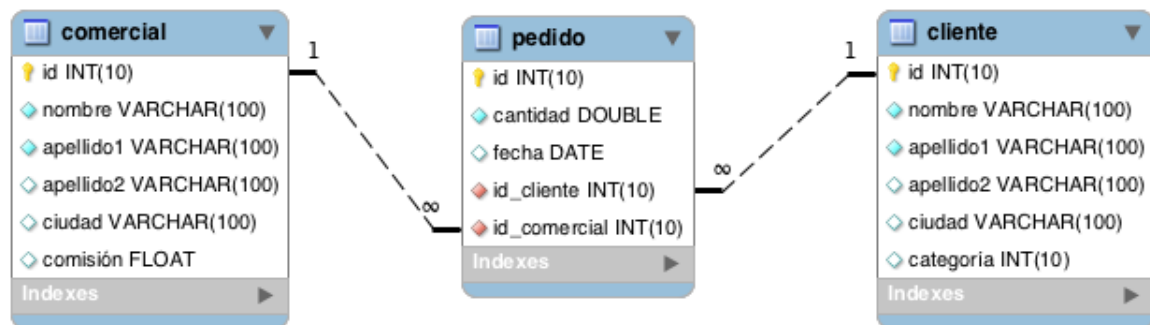 comercial
id INT(10)
nombre VARCHAR(100)
apellido1 VARCHAR(100)
apellido2 VARCHAR(100)
ciudad VARCHAR(100)
comisión FLOAT
Indexes
1
∞
pedido
id INT(10)
cantidad DOUBLE
fecha DATE
id_cliente INT(10)
id_comercial INT(10)
Indexes
1
∞
cliente
id INT(10)
nombre VARCHAR(100)
apellido1 VARCHAR(100)
apellido2 VARCHAR(100)
ciudad VARCHAR(100)
categoría INT(10)
Indexes